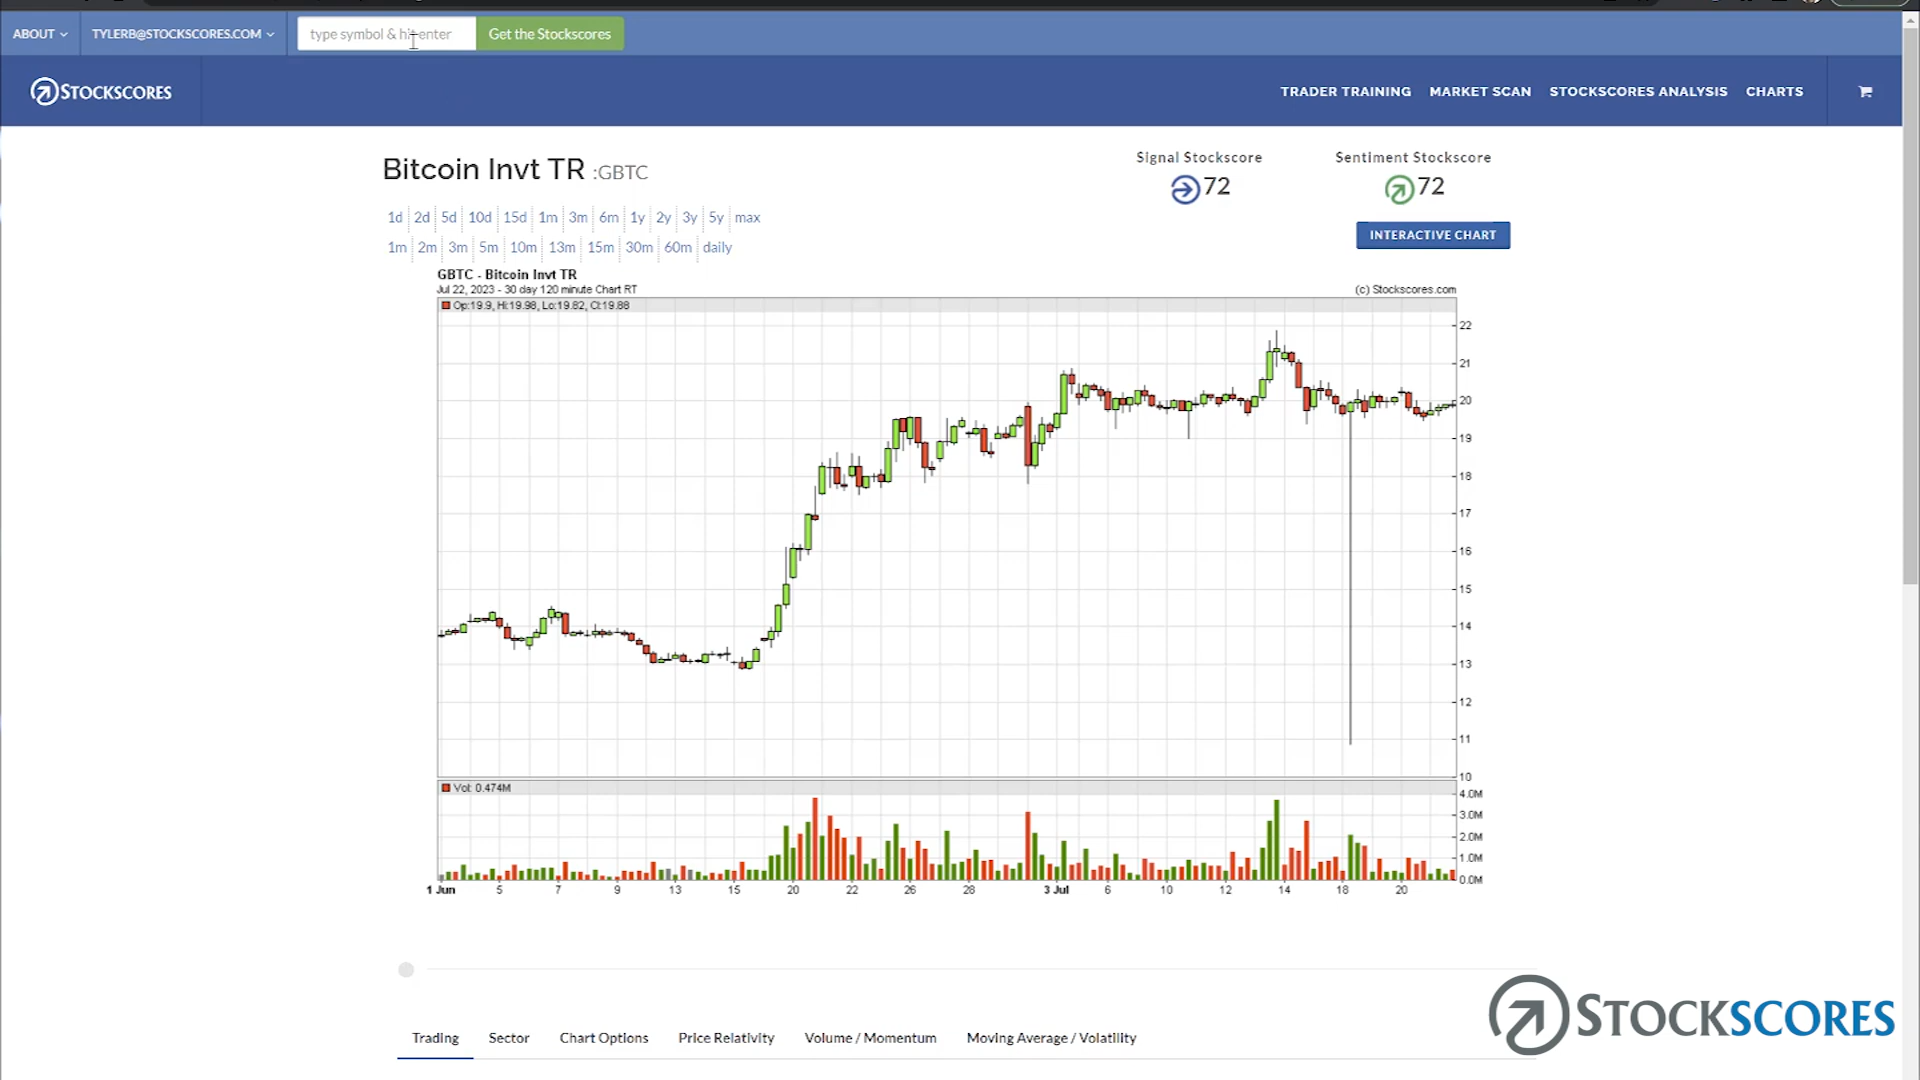 ABOUT TYLERB@STOCKSCORES.COM type symbol & hit enter Get the Stockscores
STOCKSCORES TRADER TRAINING MARKET SCAN STOCKSCORES ANALYSIS CHARTS
Bitcoin Invt TR :GBTC
Signal Stockscore Sentiment Stockscore
72 72
1d 2d 5d 10d 15d 1m 3m 6m 1y 2y 3y 5y max
INTERACTIVE CHART
1m 2m 3m 5m 10m 13m 15m 30m 60m daily
GBTC - Bitcoin Invt TR
Jul 22, 2023 - 30 day 120 minute Chart RT (c) Stockscores.com
Op:19.9, Hi:19.98, Lo:19.82, Cl:19.88
22
21
20
19
18
17
16
15
14
13
12
11
10
Vol: 0.474M
4.0M
3.0M
2.0M
1.0M
0.0M
1 Jun 5 7 9 13 15 20 22 26 28 3 Jul 6 10 12 14 18 20
STOCKSCORES
Trading Sector Chart Options Price Relativity Volume / Momentum Moving Average / Volatility